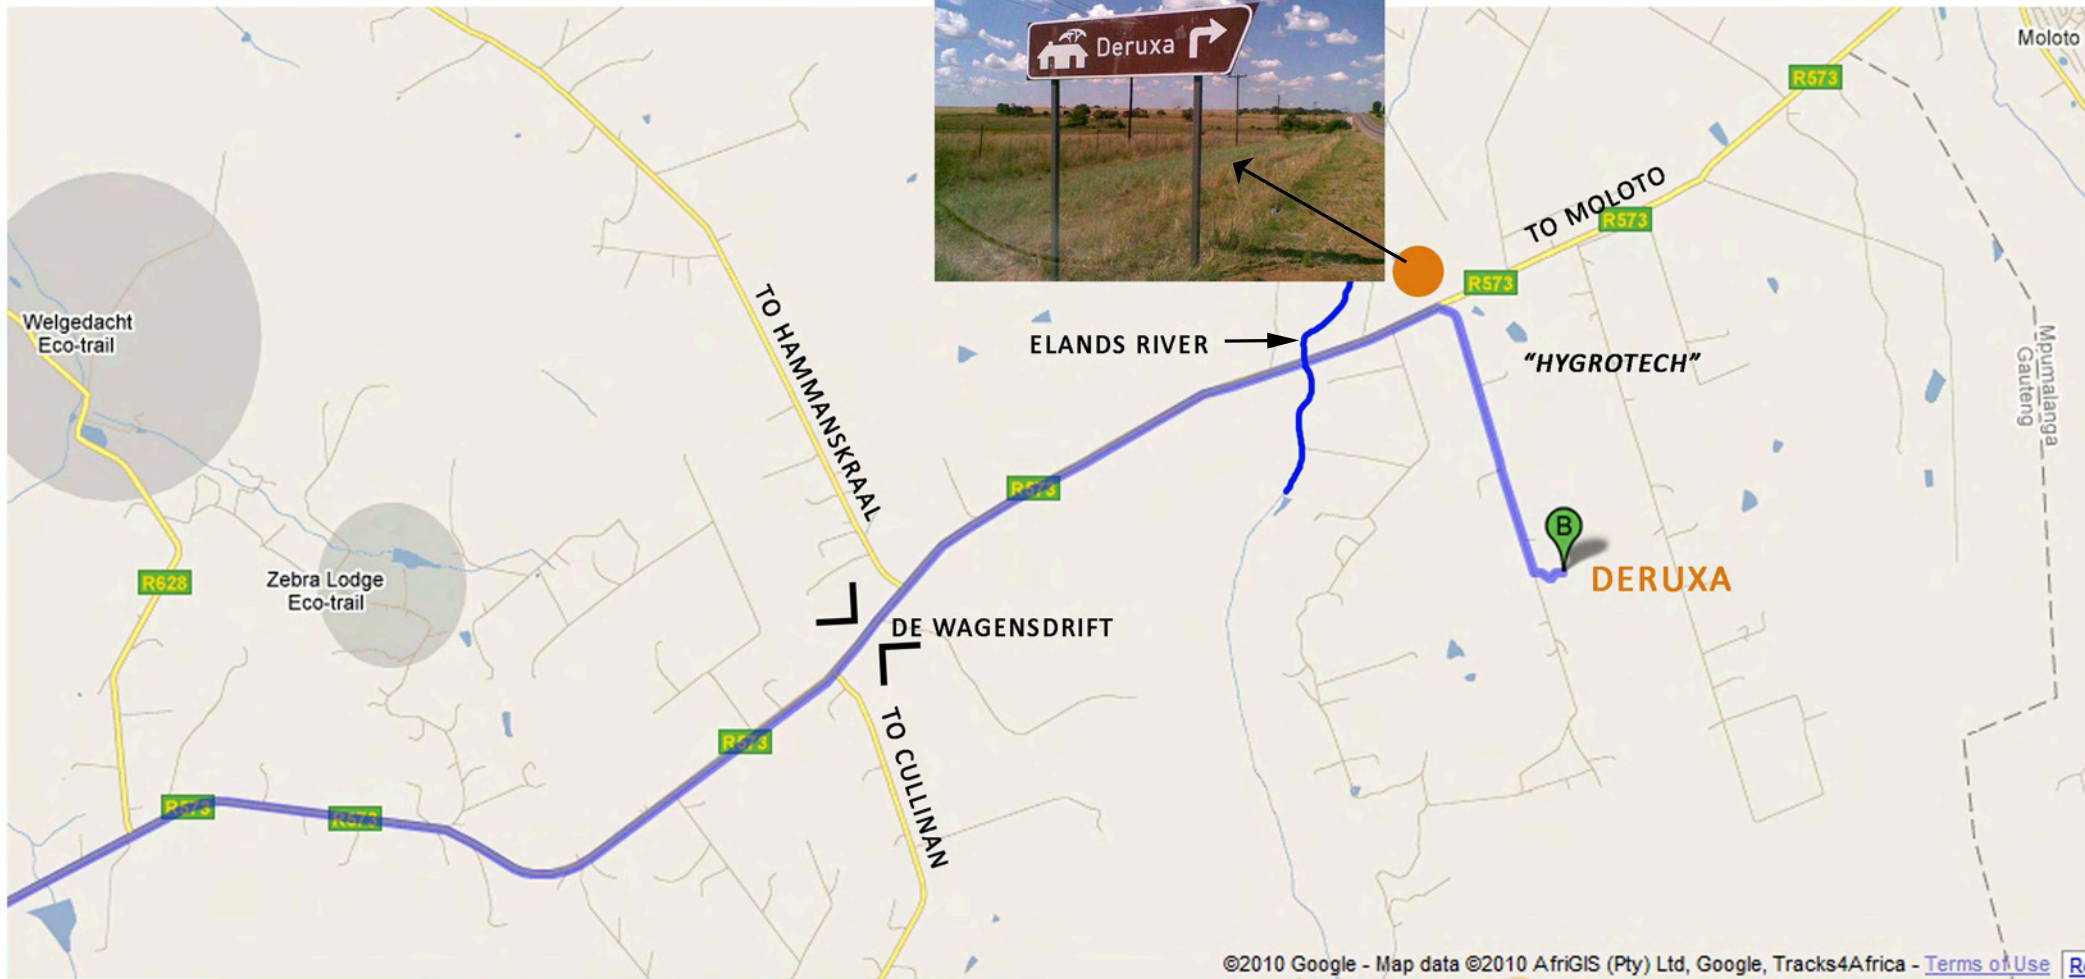 Deruxa
Moloto
R573
TO MOLOTO
R573
R573
TO HAMMANSKRAAL
Welgedacht
Eco-trail
ELANDS RIVER
"HYGROTECH"
Mpumalanga
Gauteng
R573
B
DERUXA
R628
Zebra Lodge
Eco-trail
DE WAGENSDRIFT
R573
TO CULLINAN
R573
R573
©2010 Google - Map data ©2010 AfriGIS (Pty) Ltd, Google, Tracks4Africa - Terms of Use